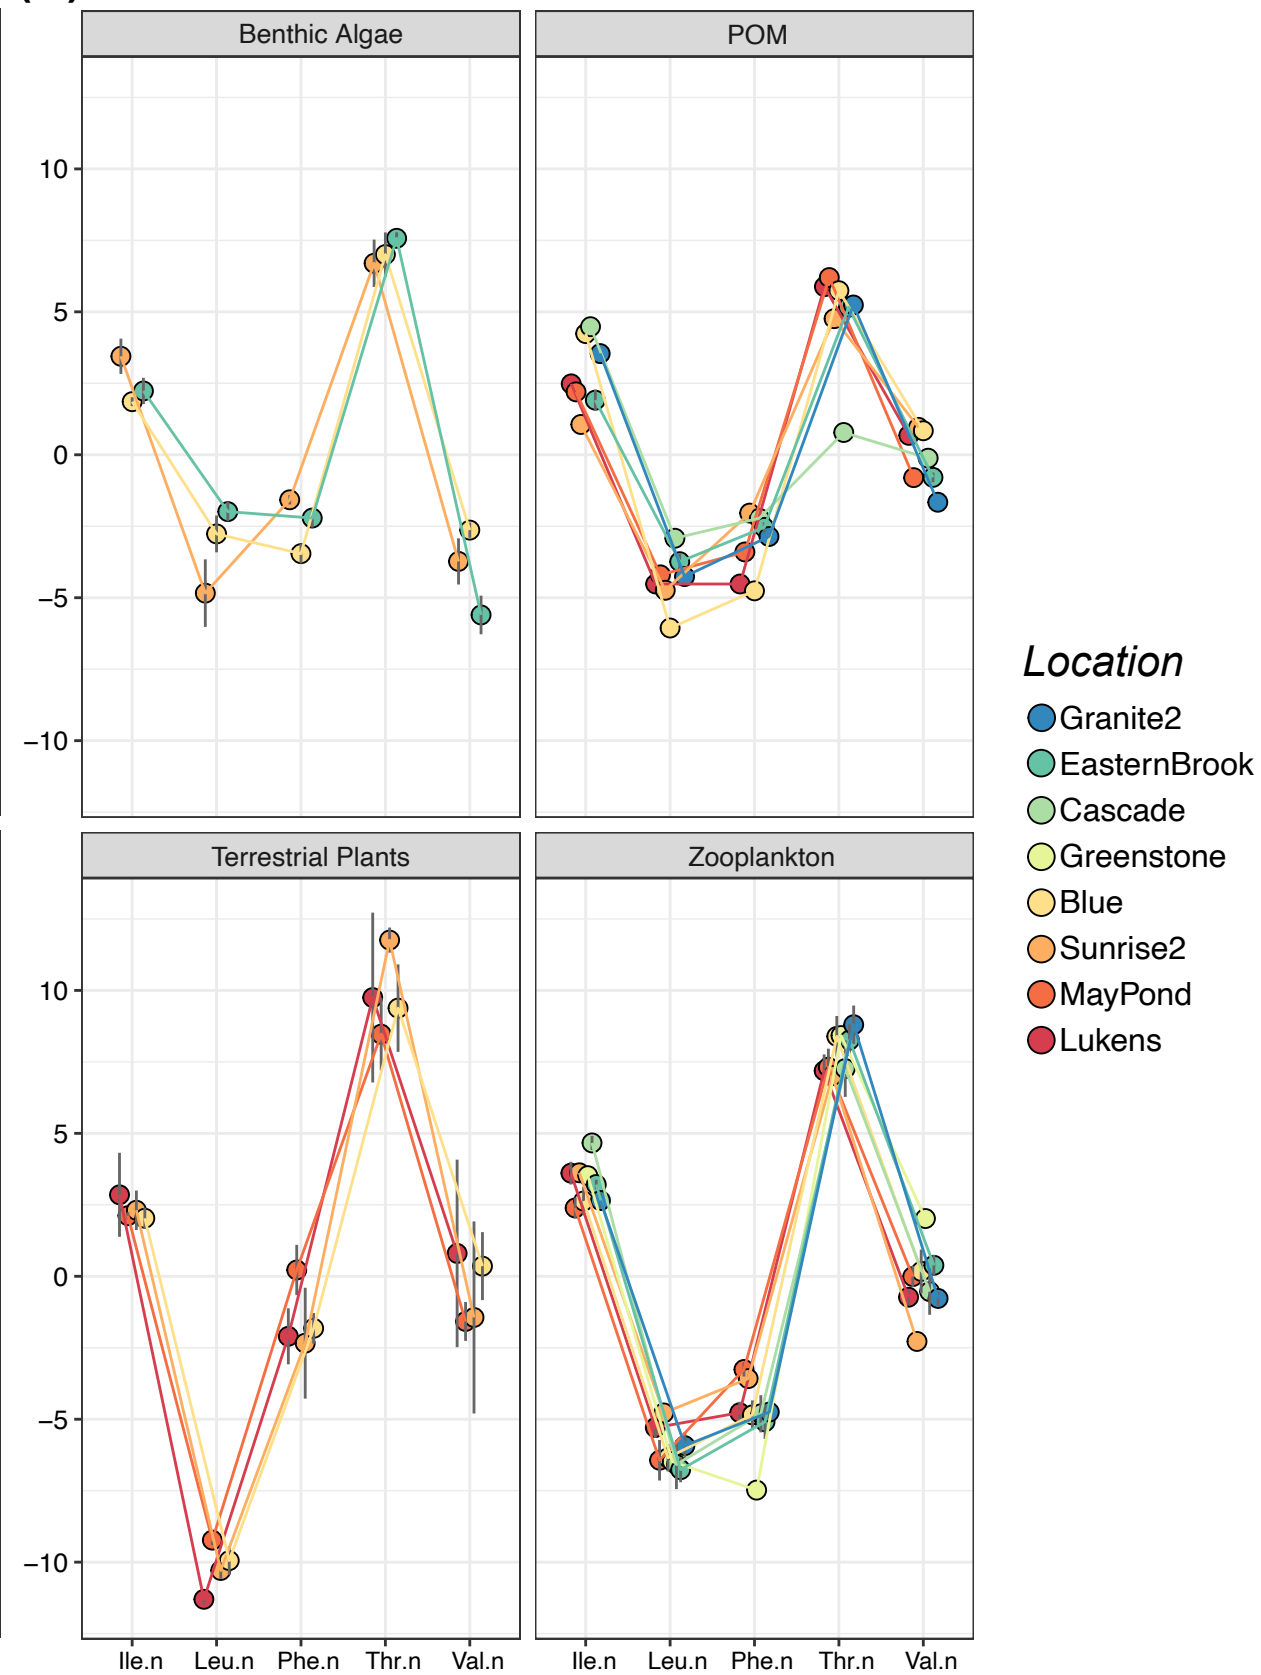 Benthic Algae
POM
10
5
0
−5
−10
Terrestrial Plants
Zooplankton
10
5
0
−5
−10
Ile.n Leu.n Phe.n Thr.n Val.n
Ile.n Leu.n Phe.n Thr.n Val.n
Location
Granite2
EasternBrook
Cascade
Greenstone
Blue
Sunrise2
MayPond
Lukens